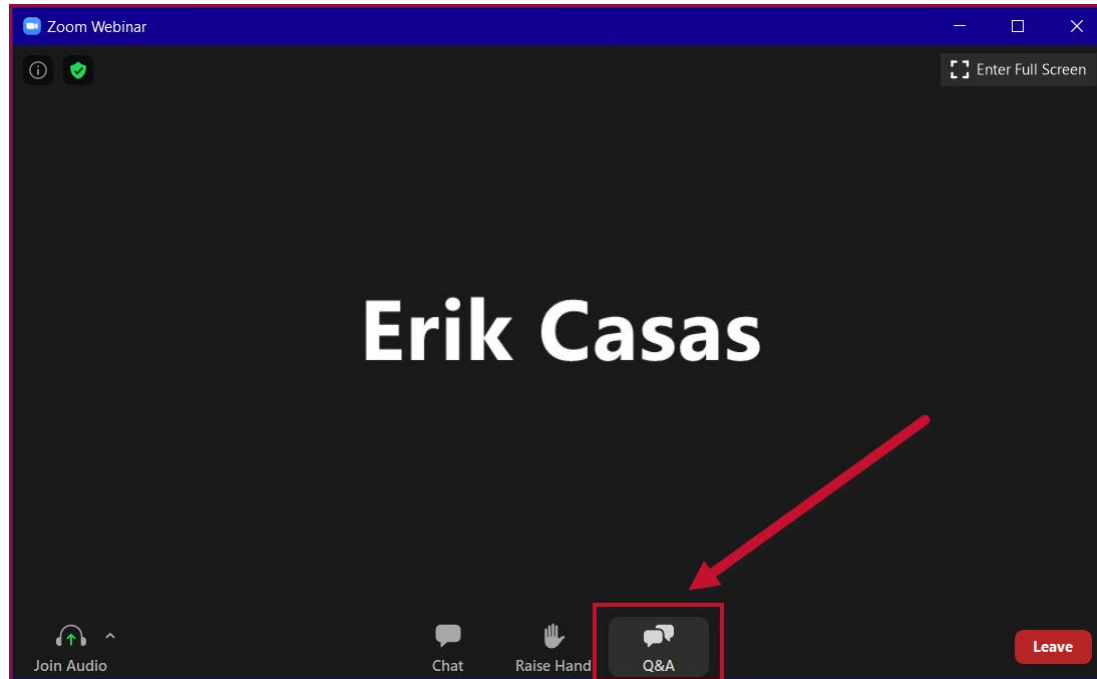 Zoom Webinar
Enter Full Screen
Erik Casas
Join Audio
Chat
Raise Hand
Q&A
Leave